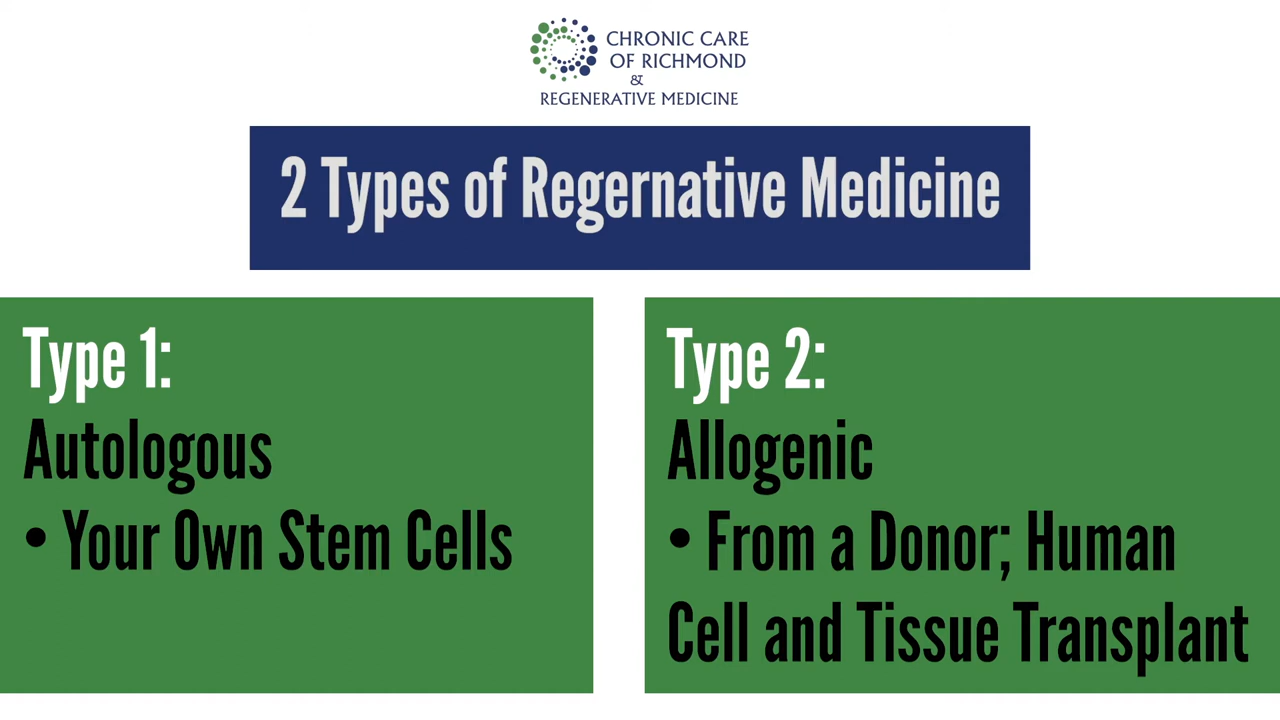 CHRONIC CARE
OF RICHMOND
&
REGENERATIVE MEDICINE
2 Types of Regernative Medicine
Type 1:
Autologous
• Your Own Stem Cells
Type 2:
Allogenic
• From a Donor; Human
Cell and Tissue Transplant